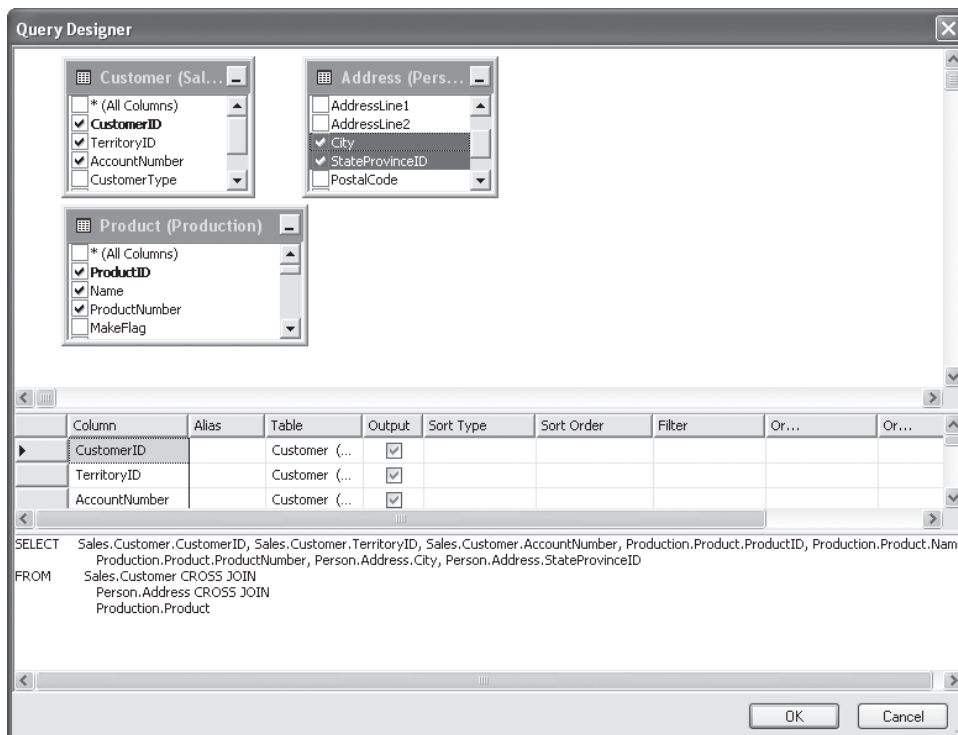 Query Designer
Customer (Sal...
* (All Columns)
CustomerID
TerritoryID
AccountNumber
CustomerType
Address (Pers...
AddressLine1
AddressLine2
City
StateProvinceID
PostalCode
Product (Production)
* (All Columns)
ProductID
Name
ProductNumber
MakeFlag
Column Alias Table Output Sort Type Sort Order Filter Or... Or...
CustomerID Customer (...
TerritoryID Customer (...
AccountNumber Customer (...
SELECT Sales.Customer.CustomerID, Sales.Customer.TerritoryID, Sales.Customer.AccountNumber, Production.Product.ProductID, Production.Product.Nam
Production.Product.ProductNumber, Person.Address.City, Person.Address.StateProvinceID
FROM Sales.Customer CROSS JOIN
Person.Address CROSS JOIN
Production.Product
OK Cancel